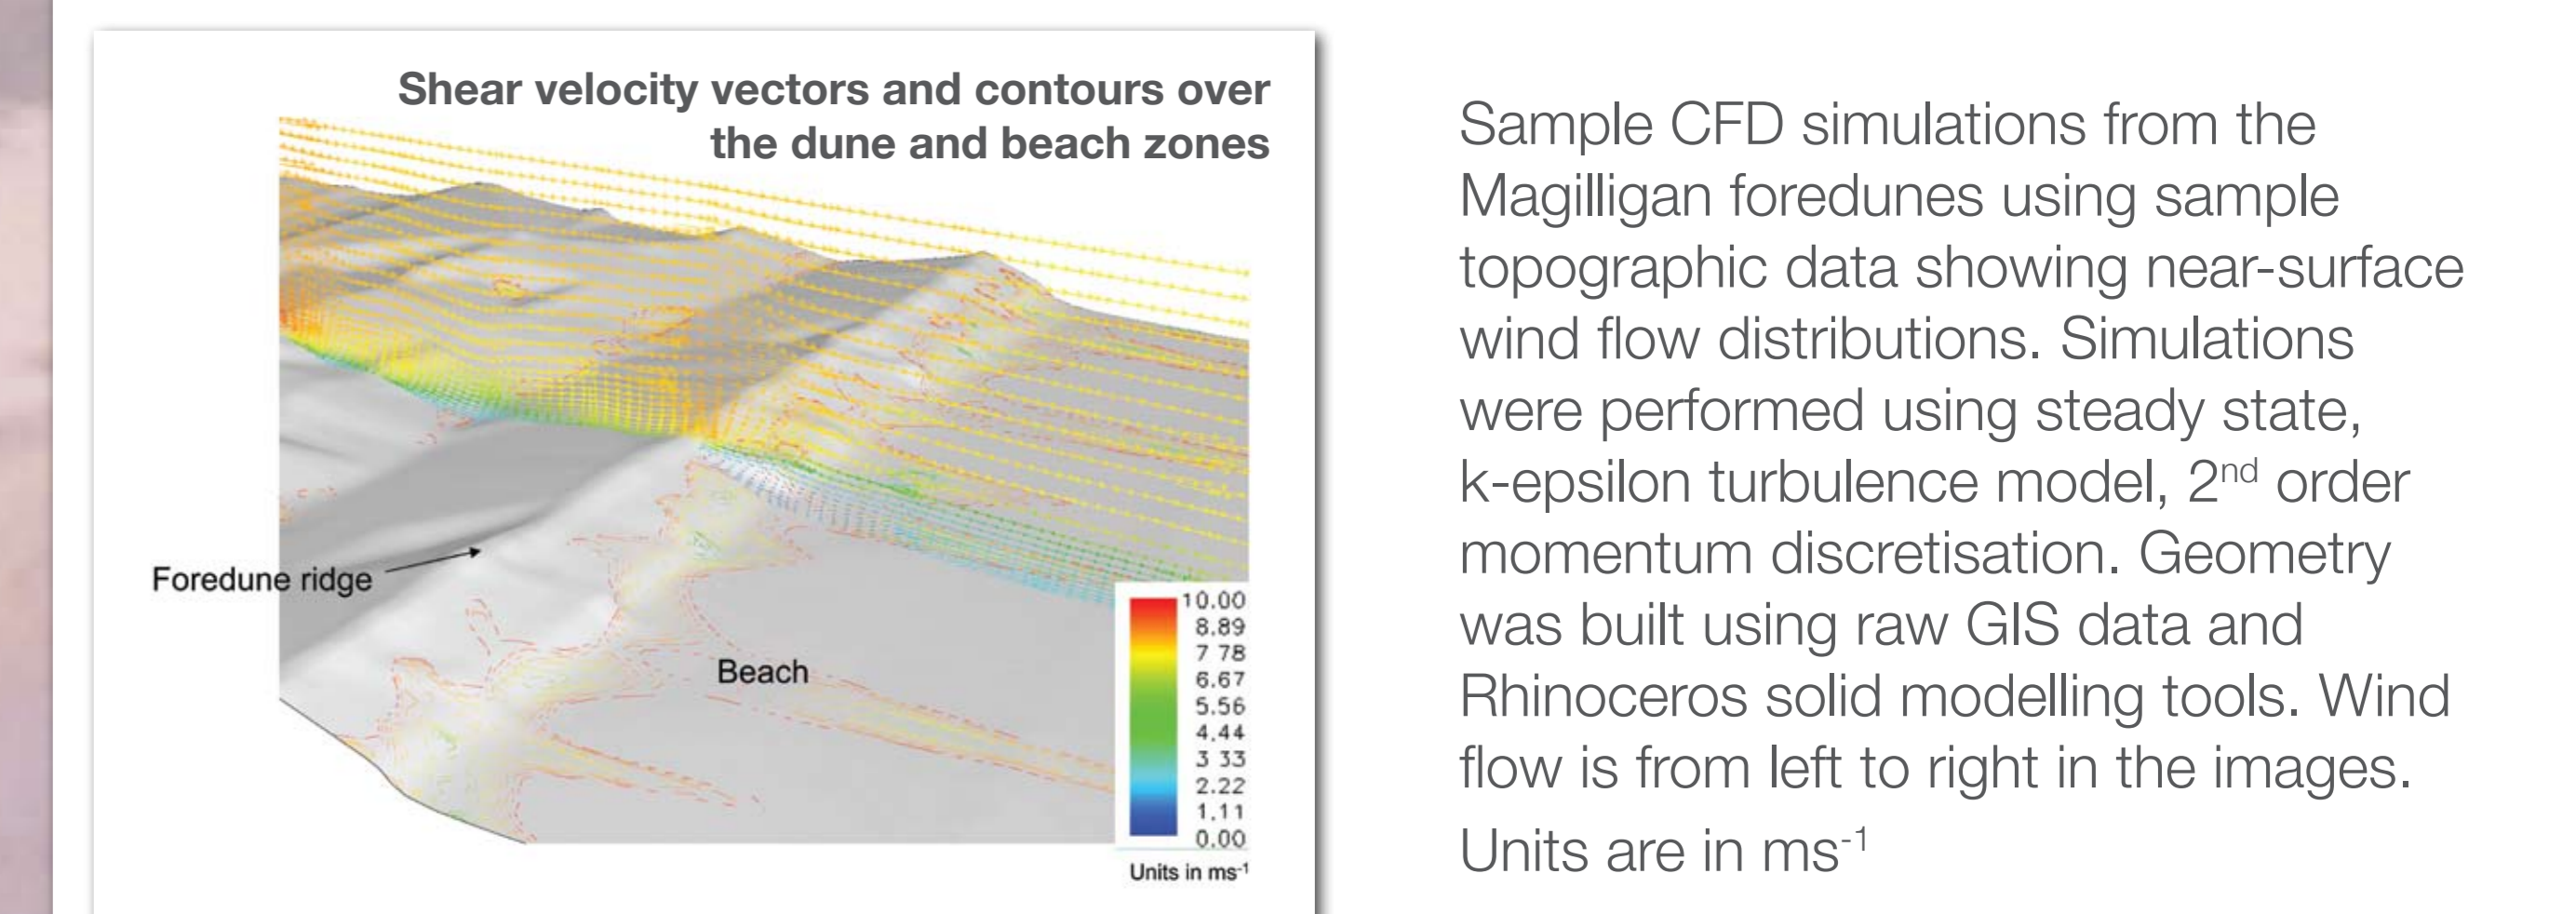 Shear velocity vectors and contours over
the dune and beach zones
Foredune ridge
Beach
10.00
8.89
7 78
6.67
5.56
4.44
3 33
2.22
1.11
0.00
Units in ms⁻¹
Sample CFD simulations from the
Magilligan foredunes using sample
topographic data showing near-surface
wind flow distributions. Simulations
were performed using steady state,
k-epsilon turbulence model, 2ⁿᵈ order
momentum discretisation. Geometry
was built using raw GIS data and
Rhinoceros solid modelling tools. Wind
flow is from left to right in the images.
Units are in ms⁻¹